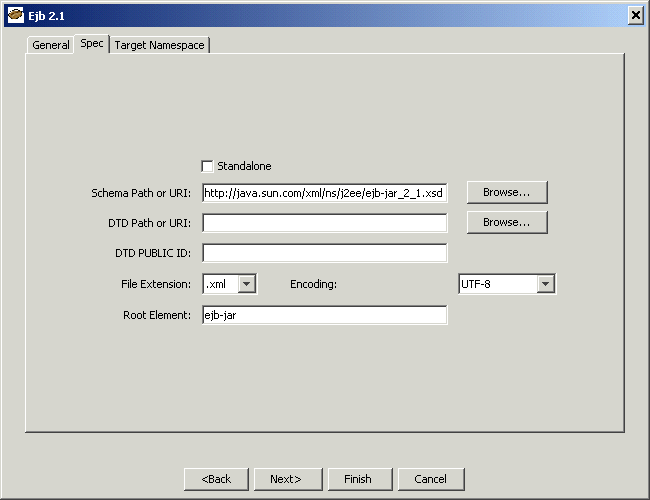 Ejb 2.1
General Spec Target Namespace
Standalone
Schema Path or URI: http://java.sun.com/xml/ns/j2ee/ejb-jar_2_1.xsd Browse...
DTD Path or URI: Browse...
DTD PUBLIC ID:
File Extension: .xml Encoding: UTF-8
Root Element: ejb-jar
<Back Next> Finish Cancel